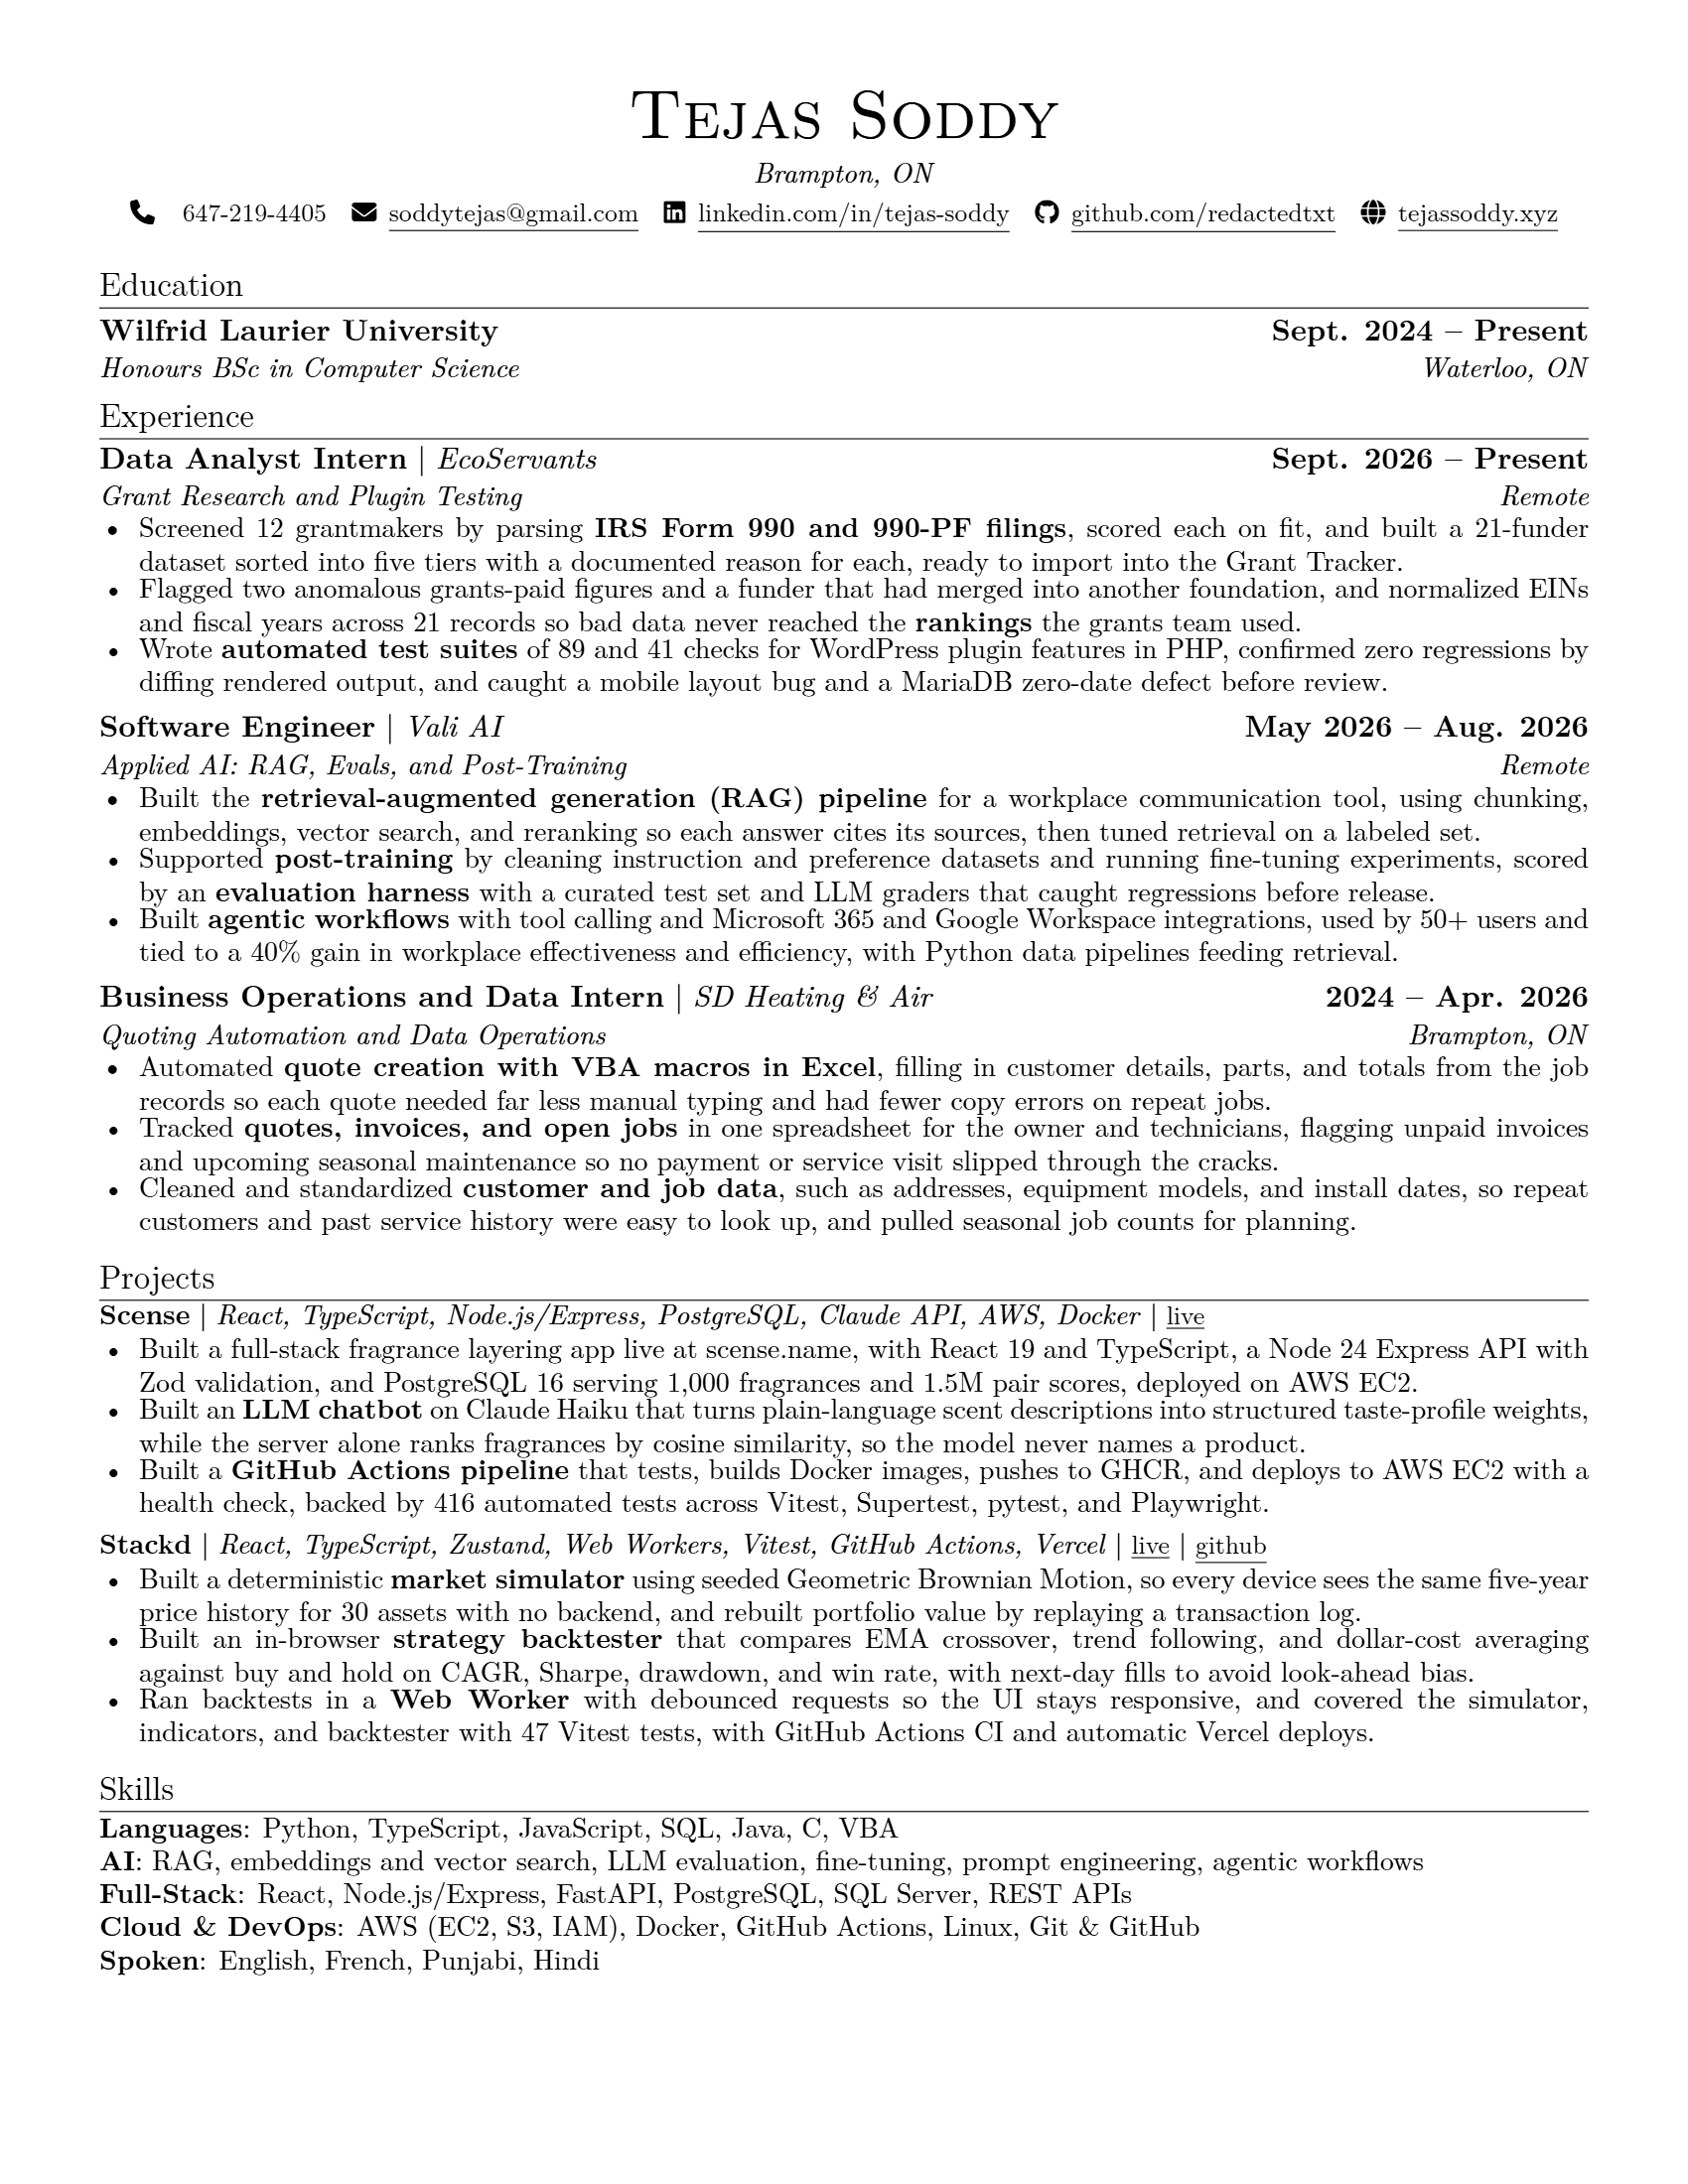 Tejas Soddy
Brampton, ON
647-219-4405 soddytejas@gmail.com linkedin.com/in/tejas-soddy github.com/redactedtxt tejassoddy.xyz
Education
Wilfrid Laurier University Sept. 2024 – Present
Honours BSc in Computer Science Waterloo, ON
Experience
Data Analyst Intern | EcoServants Sept. 2026 – Present
Grant Research and Plugin Testing Remote
• Screened 12 grantmakers by parsing IRS Form 990 and 990-PF filings, scored each on fit, and built a 21-funder
dataset sorted into five tiers with a documented reason for each, ready to import into the Grant Tracker.
• Flagged two anomalous grants-paid figures and a funder that had merged into another foundation, and normalized EINs
and fiscal years across 21 records so bad data never reached the rankings the grants team used.
• Wrote automated test suites of 89 and 41 checks for WordPress plugin features in PHP, confirmed zero regressions by
diffing rendered output, and caught a mobile layout bug and a MariaDB zero-date defect before review.
Software Engineer | Vali AI May 2026 – Aug. 2026
Applied AI: RAG, Evals, and Post-Training Remote
• Built the retrieval-augmented generation (RAG) pipeline for a workplace communication tool, using chunking,
embeddings, vector search, and reranking so each answer cites its sources, then tuned retrieval on a labeled set.
• Supported post-training by cleaning instruction and preference datasets and running fine-tuning experiments, scored
by an evaluation harness with a curated test set and LLM graders that caught regressions before release.
• Built agentic workflows with tool calling and Microsoft 365 and Google Workspace integrations, used by 50+ users and
tied to a 40% gain in workplace effectiveness and efficiency, with Python data pipelines feeding retrieval.
Business Operations and Data Intern | SD Heating & Air 2024 – Apr. 2026
Quoting Automation and Data Operations Brampton, ON
• Automated quote creation with VBA macros in Excel, filling in customer details, parts, and totals from the job
records so each quote needed far less manual typing and had fewer copy errors on repeat jobs.
• Tracked quotes, invoices, and open jobs in one spreadsheet for the owner and technicians, flagging unpaid invoices
and upcoming seasonal maintenance so no payment or service visit slipped through the cracks.
• Cleaned and standardized customer and job data, such as addresses, equipment models, and install dates, so repeat
customers and past service history were easy to look up, and pulled seasonal job counts for planning.
Projects
Scense | React, TypeScript, Node.js/Express, PostgreSQL, Claude API, AWS, Docker | live
• Built a full-stack fragrance layering app live at scense.name, with React 19 and TypeScript, a Node 24 Express API with
Zod validation, and PostgreSQL 16 serving 1,000 fragrances and 1.5M pair scores, deployed on AWS EC2.
• Built an LLM chatbot on Claude Haiku that turns plain-language scent descriptions into structured taste-profile weights,
while the server alone ranks fragrances by cosine similarity, so the model never names a product.
• Built a GitHub Actions pipeline that tests, builds Docker images, pushes to GHCR, and deploys to AWS EC2 with a
health check, backed by 416 automated tests across Vitest, Supertest, pytest, and Playwright.
Stackd | React, TypeScript, Zustand, Web Workers, Vitest, GitHub Actions, Vercel | live | github
• Built a deterministic market simulator using seeded Geometric Brownian Motion, so every device sees the same five-year
price history for 30 assets with no backend, and rebuilt portfolio value by replaying a transaction log.
• Built an in-browser strategy backtester that compares EMA crossover, trend following, and dollar-cost averaging
against buy and hold on CAGR, Sharpe, drawdown, and win rate, with next-day fills to avoid look-ahead bias.
• Ran backtests in a Web Worker with debounced requests so the UI stays responsive, and covered the simulator,
indicators, and backtester with 47 Vitest tests, with GitHub Actions CI and automatic Vercel deploys.
Skills
Languages: Python, TypeScript, JavaScript, SQL, Java, C, VBA
AI: RAG, embeddings and vector search, LLM evaluation, fine-tuning, prompt engineering, agentic workflows
Full-Stack: React, Node.js/Express, FastAPI, PostgreSQL, SQL Server, REST APIs
Cloud & DevOps: AWS (EC2, S3, IAM), Docker, GitHub Actions, Linux, Git & GitHub
Spoken: English, French, Punjabi, Hindi